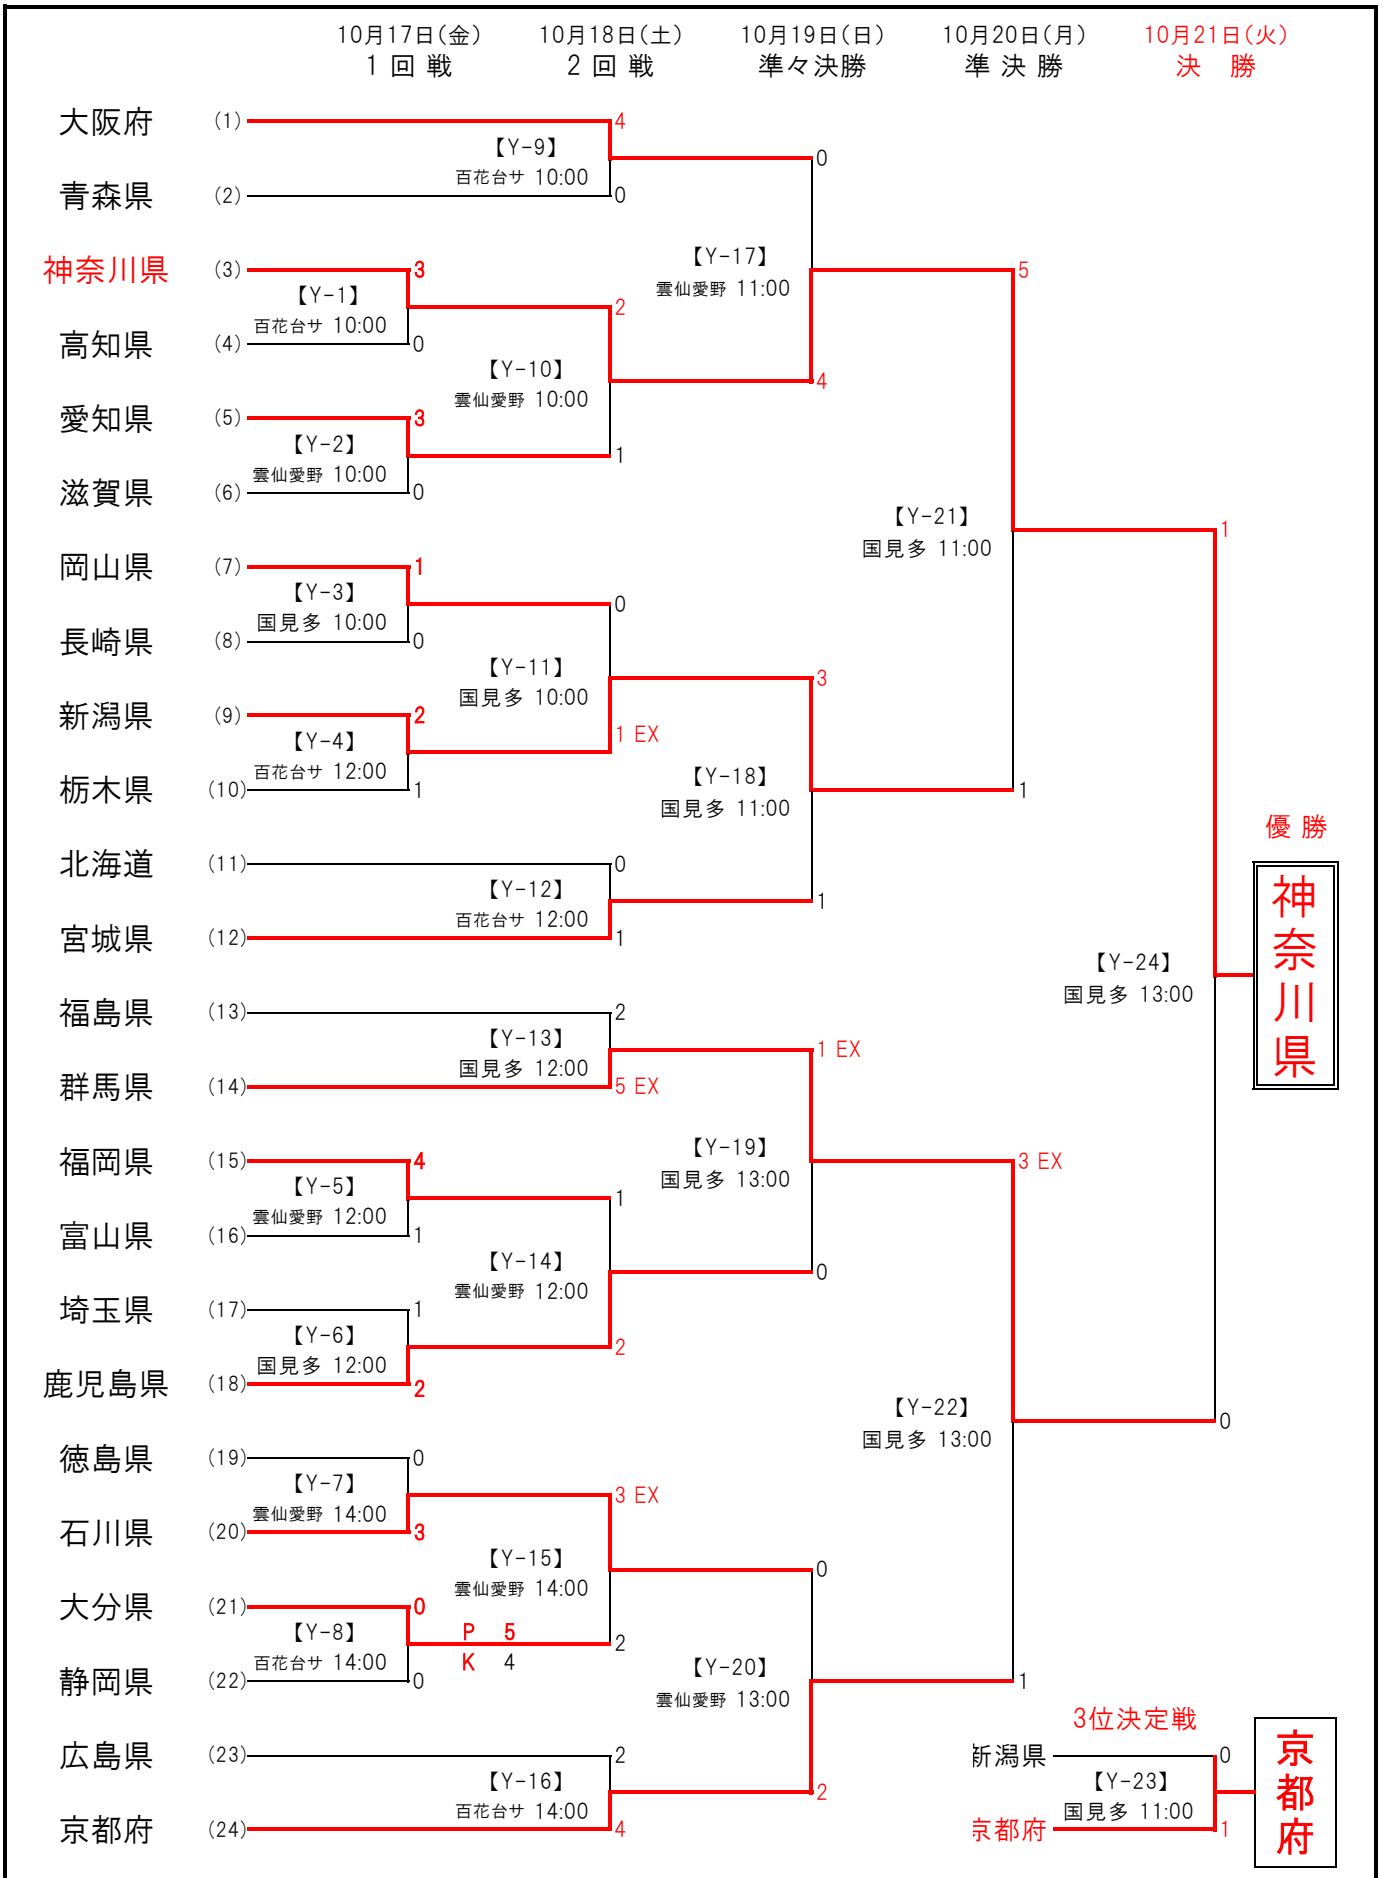 10月17日(金) 10月18日(土) 10月19日(日) 10月20日(月) 10月21日(火)
1 回 戦 2 回 戦 準々決勝 準 決 勝 決 勝
大阪府 (1) 4
【Y-9】
百花台サ 10:00
0
青森県 (2) 0
【Y-17】
雲仙愛野 11:00
神奈川県 (3) 3
5
【Y-1】
百花台サ 10:00
2
高知県 (4) 0
【Y-10】
雲仙愛野 10:00
4
愛知県 (5) 3
【Y-2】
雲仙愛野 10:00
1
滋賀県 (6) 0
【Y-21】
国見多 11:00
1
岡山県 (7) 1
【Y-3】
国見多 10:00
0
長崎県 (8) 0
【Y-11】
国見多 10:00
3
新潟県 (9) 2
1 EX
【Y-4】
百花台サ 12:00
栃木県 (10) 1
【Y-18】
国見多 11:00
1
優 勝
神奈川県
北海道 (11) 0
【Y-12】
百花台サ 12:00
1
宮城県 (12) 1
【Y-24】
国見多 13:00
福島県 (13) 2
【Y-13】
国見多 12:00
1 EX
群馬県 (14) 5 EX
【Y-19】
国見多 13:00
福岡県 (15) 4
3 EX
【Y-5】
雲仙愛野 12:00
1
富山県 (16) 1
【Y-14】
雲仙愛野 12:00
0
埼玉県 (17) 1
【Y-6】
国見多 12:00
2
鹿児島県 (18) 2
【Y-22】
国見多 13:00
0
徳島県 (19) 0
【Y-7】
雲仙愛野 14:00
3 EX
石川県 (20) 3
【Y-15】
雲仙愛野 14:00
0
大分県 (21) 0
【Y-8】
百花台サ 14:00
P 5
K 4
2
静岡県 (22) 0
【Y-20】
雲仙愛野 13:00
1
広島県 (23) 2
【Y-16】
百花台サ 14:00
2
京都府 (24) 4
3位決定戦
新潟県 0
【Y-23】
国見多 11:00
京都府 1
京都府